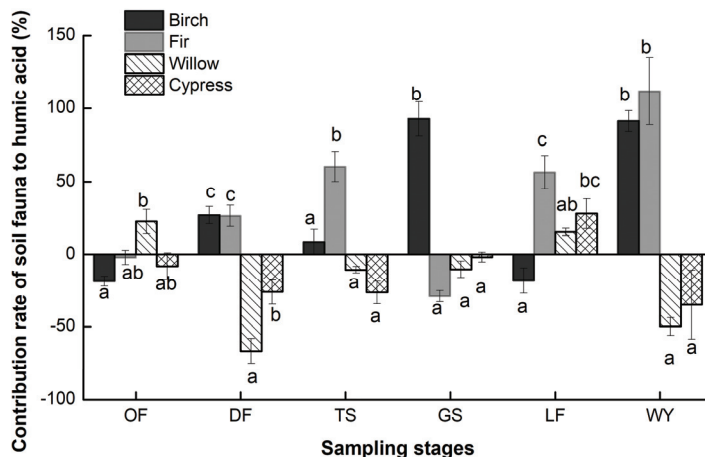 Contribution rate of soil fauna to humic acid (%)
150
100
50
0
-50
-100
Birch
Fir
Willow
Cypress
a
ab
b
ab
c
c
a
b
a
b
a
a
b
a
a
a
a
c
ab
bc
b
b
a
a
OF
DF
TS
GS
LF
WY
Sampling stages